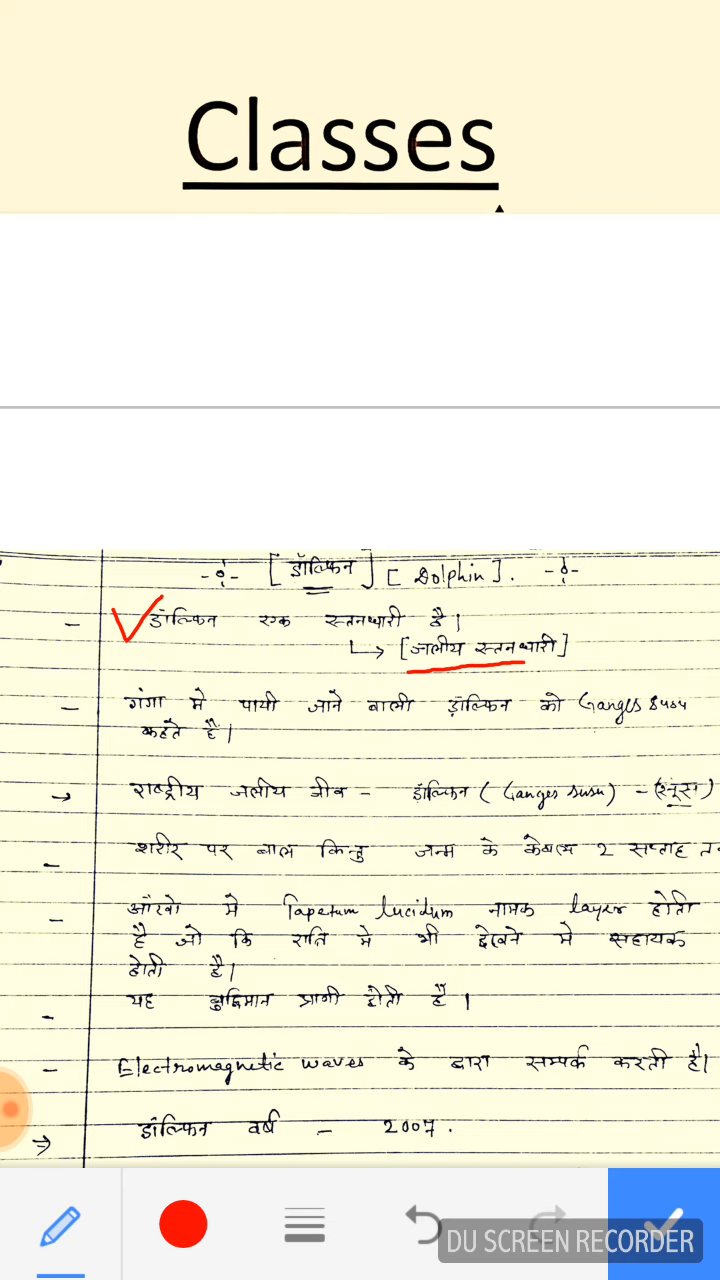 Classes
[डॉल्फिन] [Dolphin].
- डॉल्फिन एक स्तनधारी है।
↳ [जलीय स्तनधारी]
- गंगा मे पायी जाने वाली डॉल्फिन को Ganges Susu
कहते है।
→ राष्ट्रीय जलीय जीव - डॉल्फिन (Ganges susu) -
- शरीर पर बाल किन्तु जन्म के केवल 2 सप्ताह
- आँखो मे Tapetum lucidum नामक layer होती
है जो कि रात्रि मे भी देखने मे सहायक
होती है।
- यह बुद्धिमान प्राणी होती है।
- Electromagnetic waves के द्वारा सम्पर्क करती है।
⇒ डॉल्फिन वर्ष - 2007.
DU SCREEN RECORDER